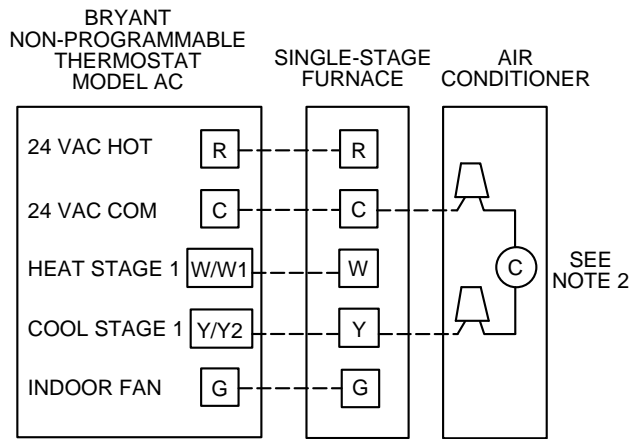 BRYANT
NON-PROGRAMMABLE
THERMOSTAT
MODEL AC
SINGLE-STAGE
FURNACE
AIR
CONDITIONER
24 VAC HOT R R
24 VAC COM C C
HEAT STAGE 1 W/W1 W
C SEE
NOTE 2
COOL STAGE 1 Y/Y2 Y
INDOOR FAN G G